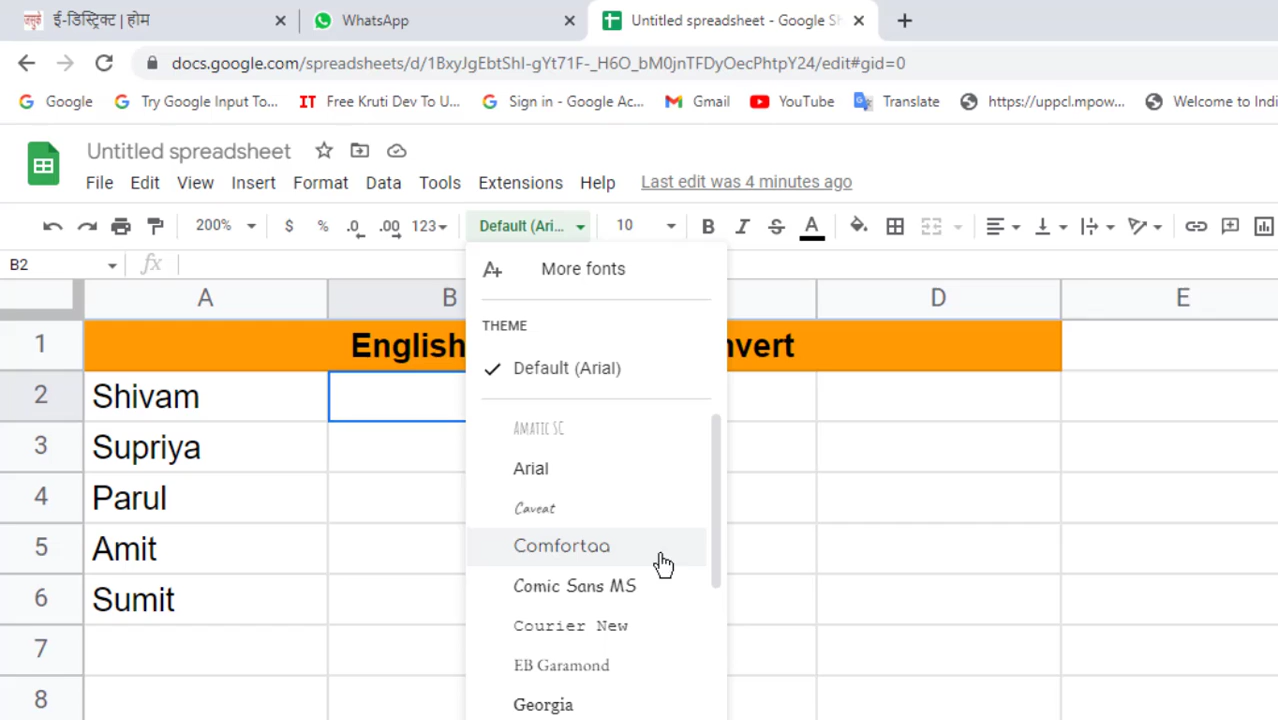 ई-डिस्ट्रिक्ट | होम
WhatsApp
Untitled spreadsheet - Google Sh
docs.google.com/spreadsheets/d/1BxyJgEbtShI-gYt71F-_H6O_bM0jnTFDyOecPhtpY24/edit#gid=0
Google Try Google Input To... IT Free Kruti Dev To U... Sign in - Google Ac... Gmail YouTube Translate https://uppcl.mpow... Welcome to Indi
Untitled spreadsheet
File Edit View Insert Format Data Tools Extensions Help Last edit was 4 minutes ago
200% $ % .0 .00 123 Default (Ari... 10 B I S A
B2 fx
A B D E
1 English nvert
2 Shivam
3 Supriya
4 Parul
5 Amit
6 Sumit
7
8
More fonts
THEME
Default (Arial)
AMATIC SC
Arial
Caveat
Comfortaa
Comic Sans MS
Courier New
EB Garamond
Georgia